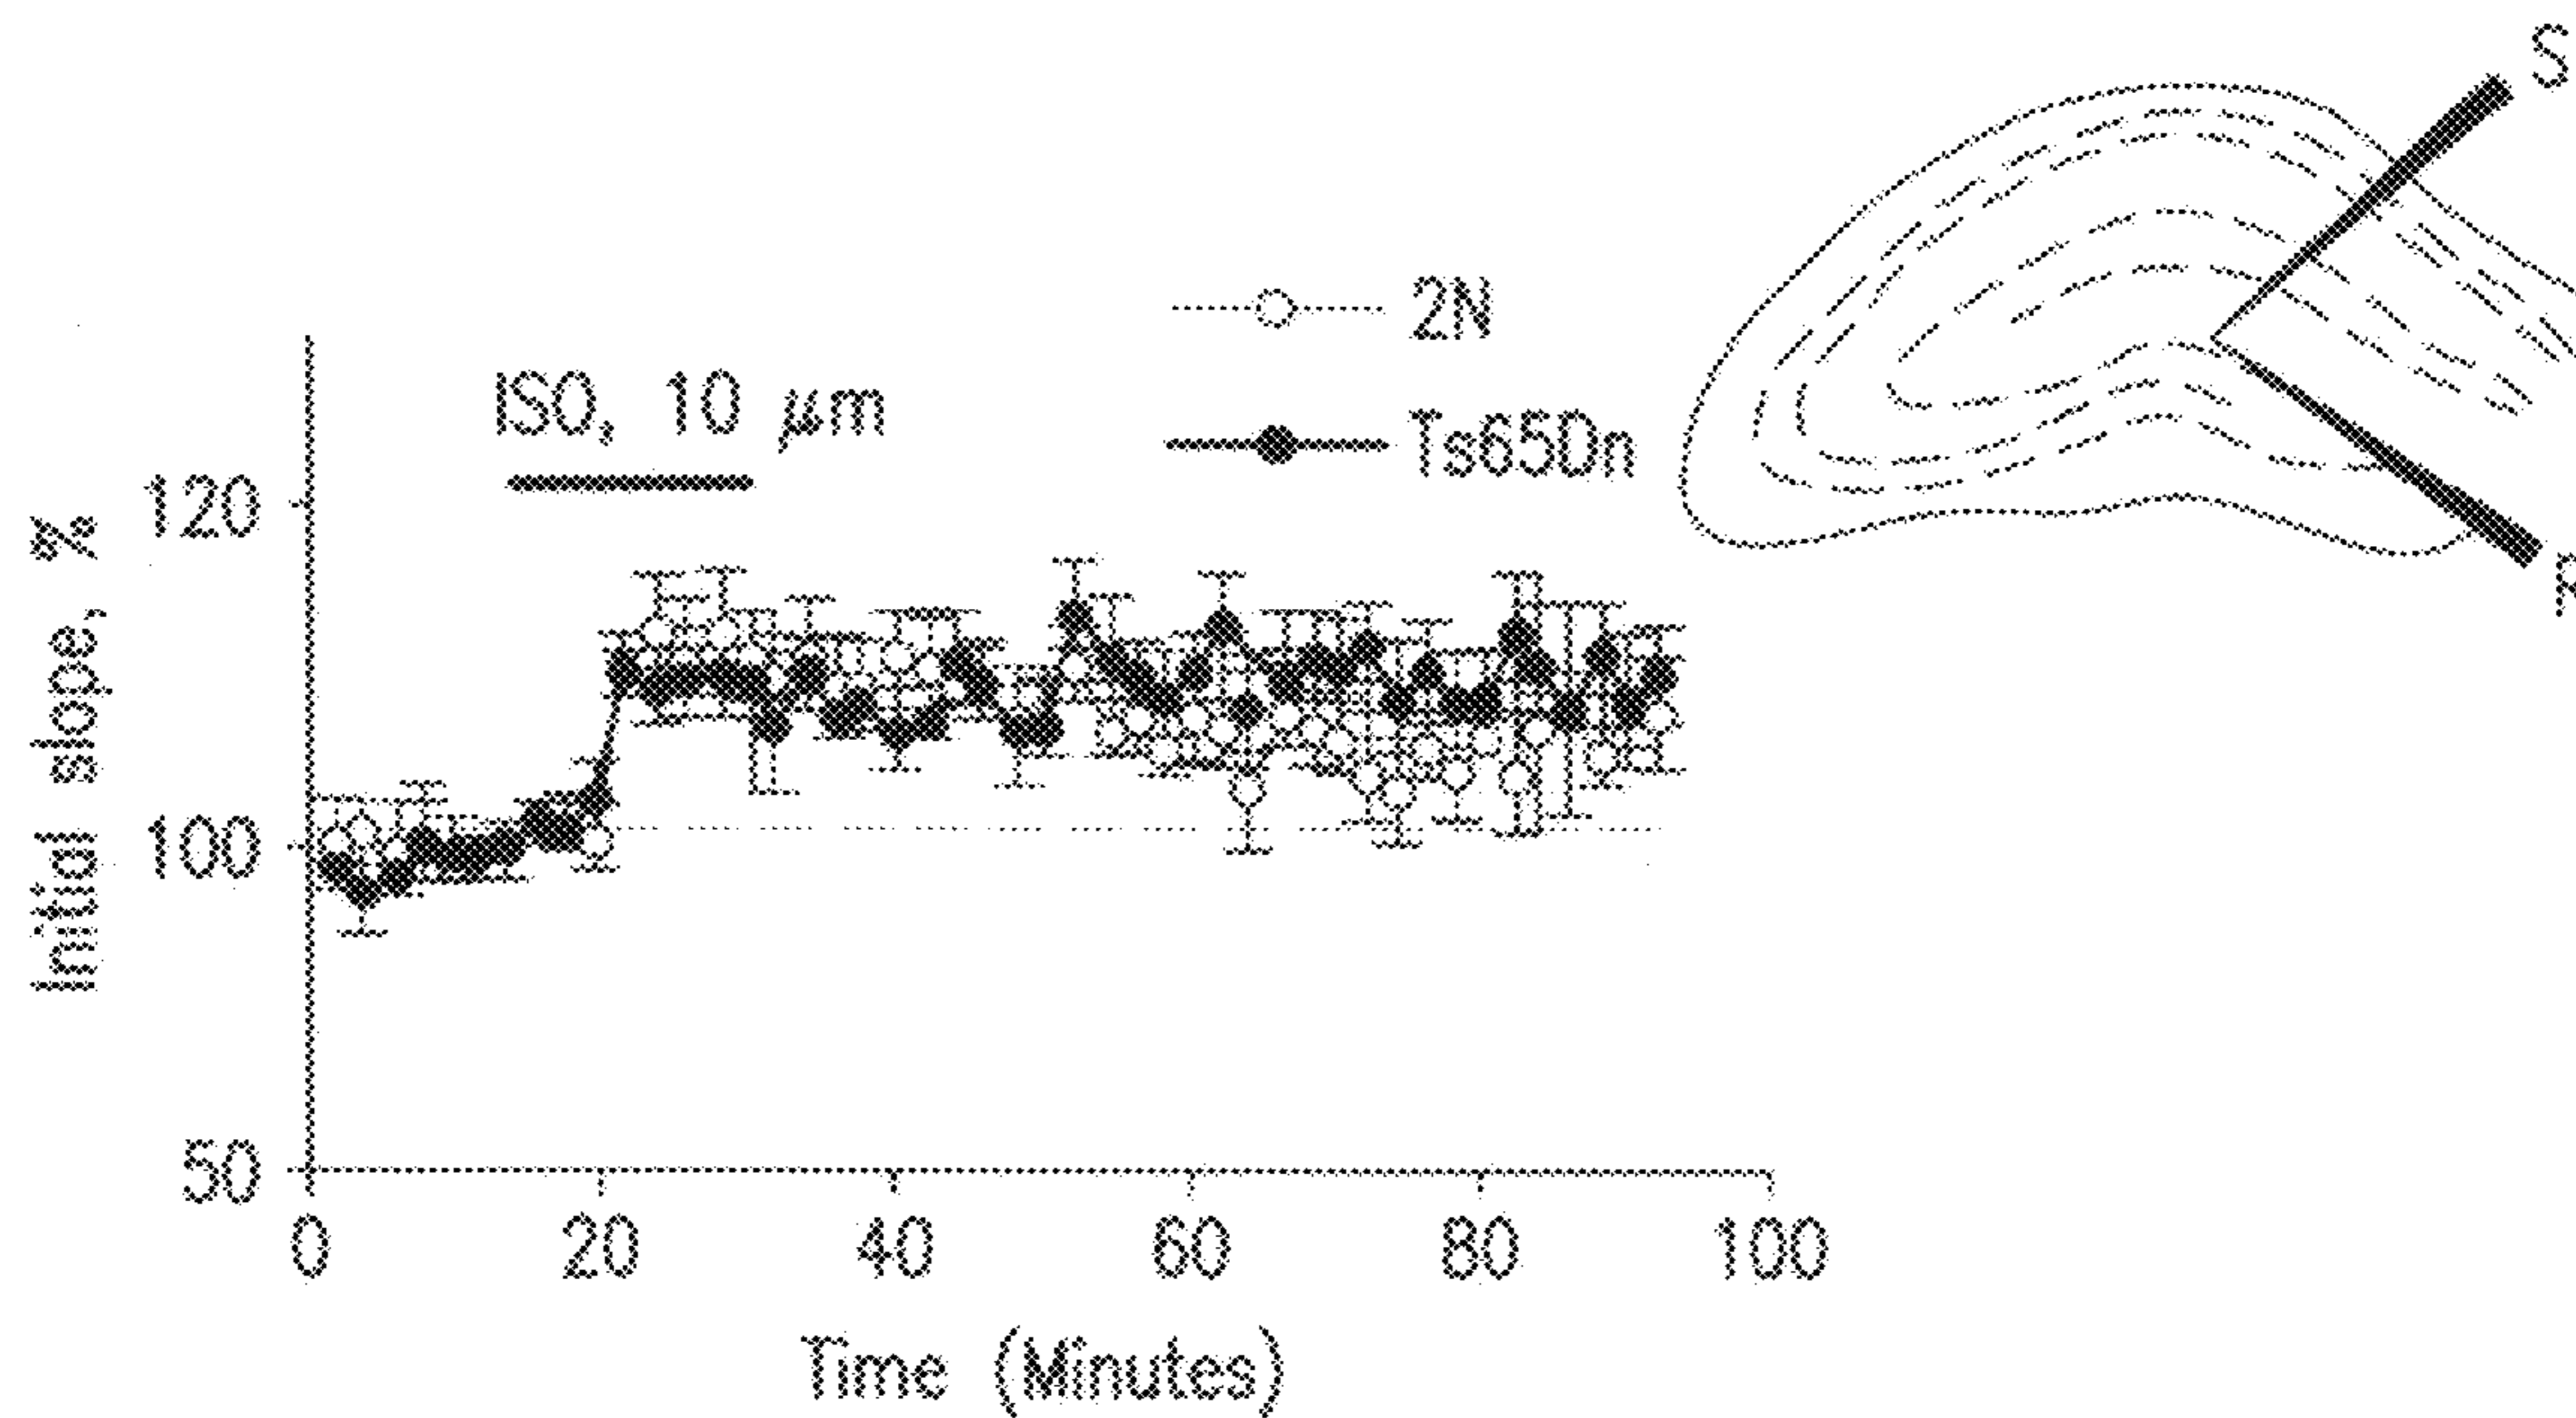 S
2N
ISO, 10 μm
Ts65Dn
120
R
Initial slope, %
100
50
0 20 40 60 80 100
Time (Minutes)